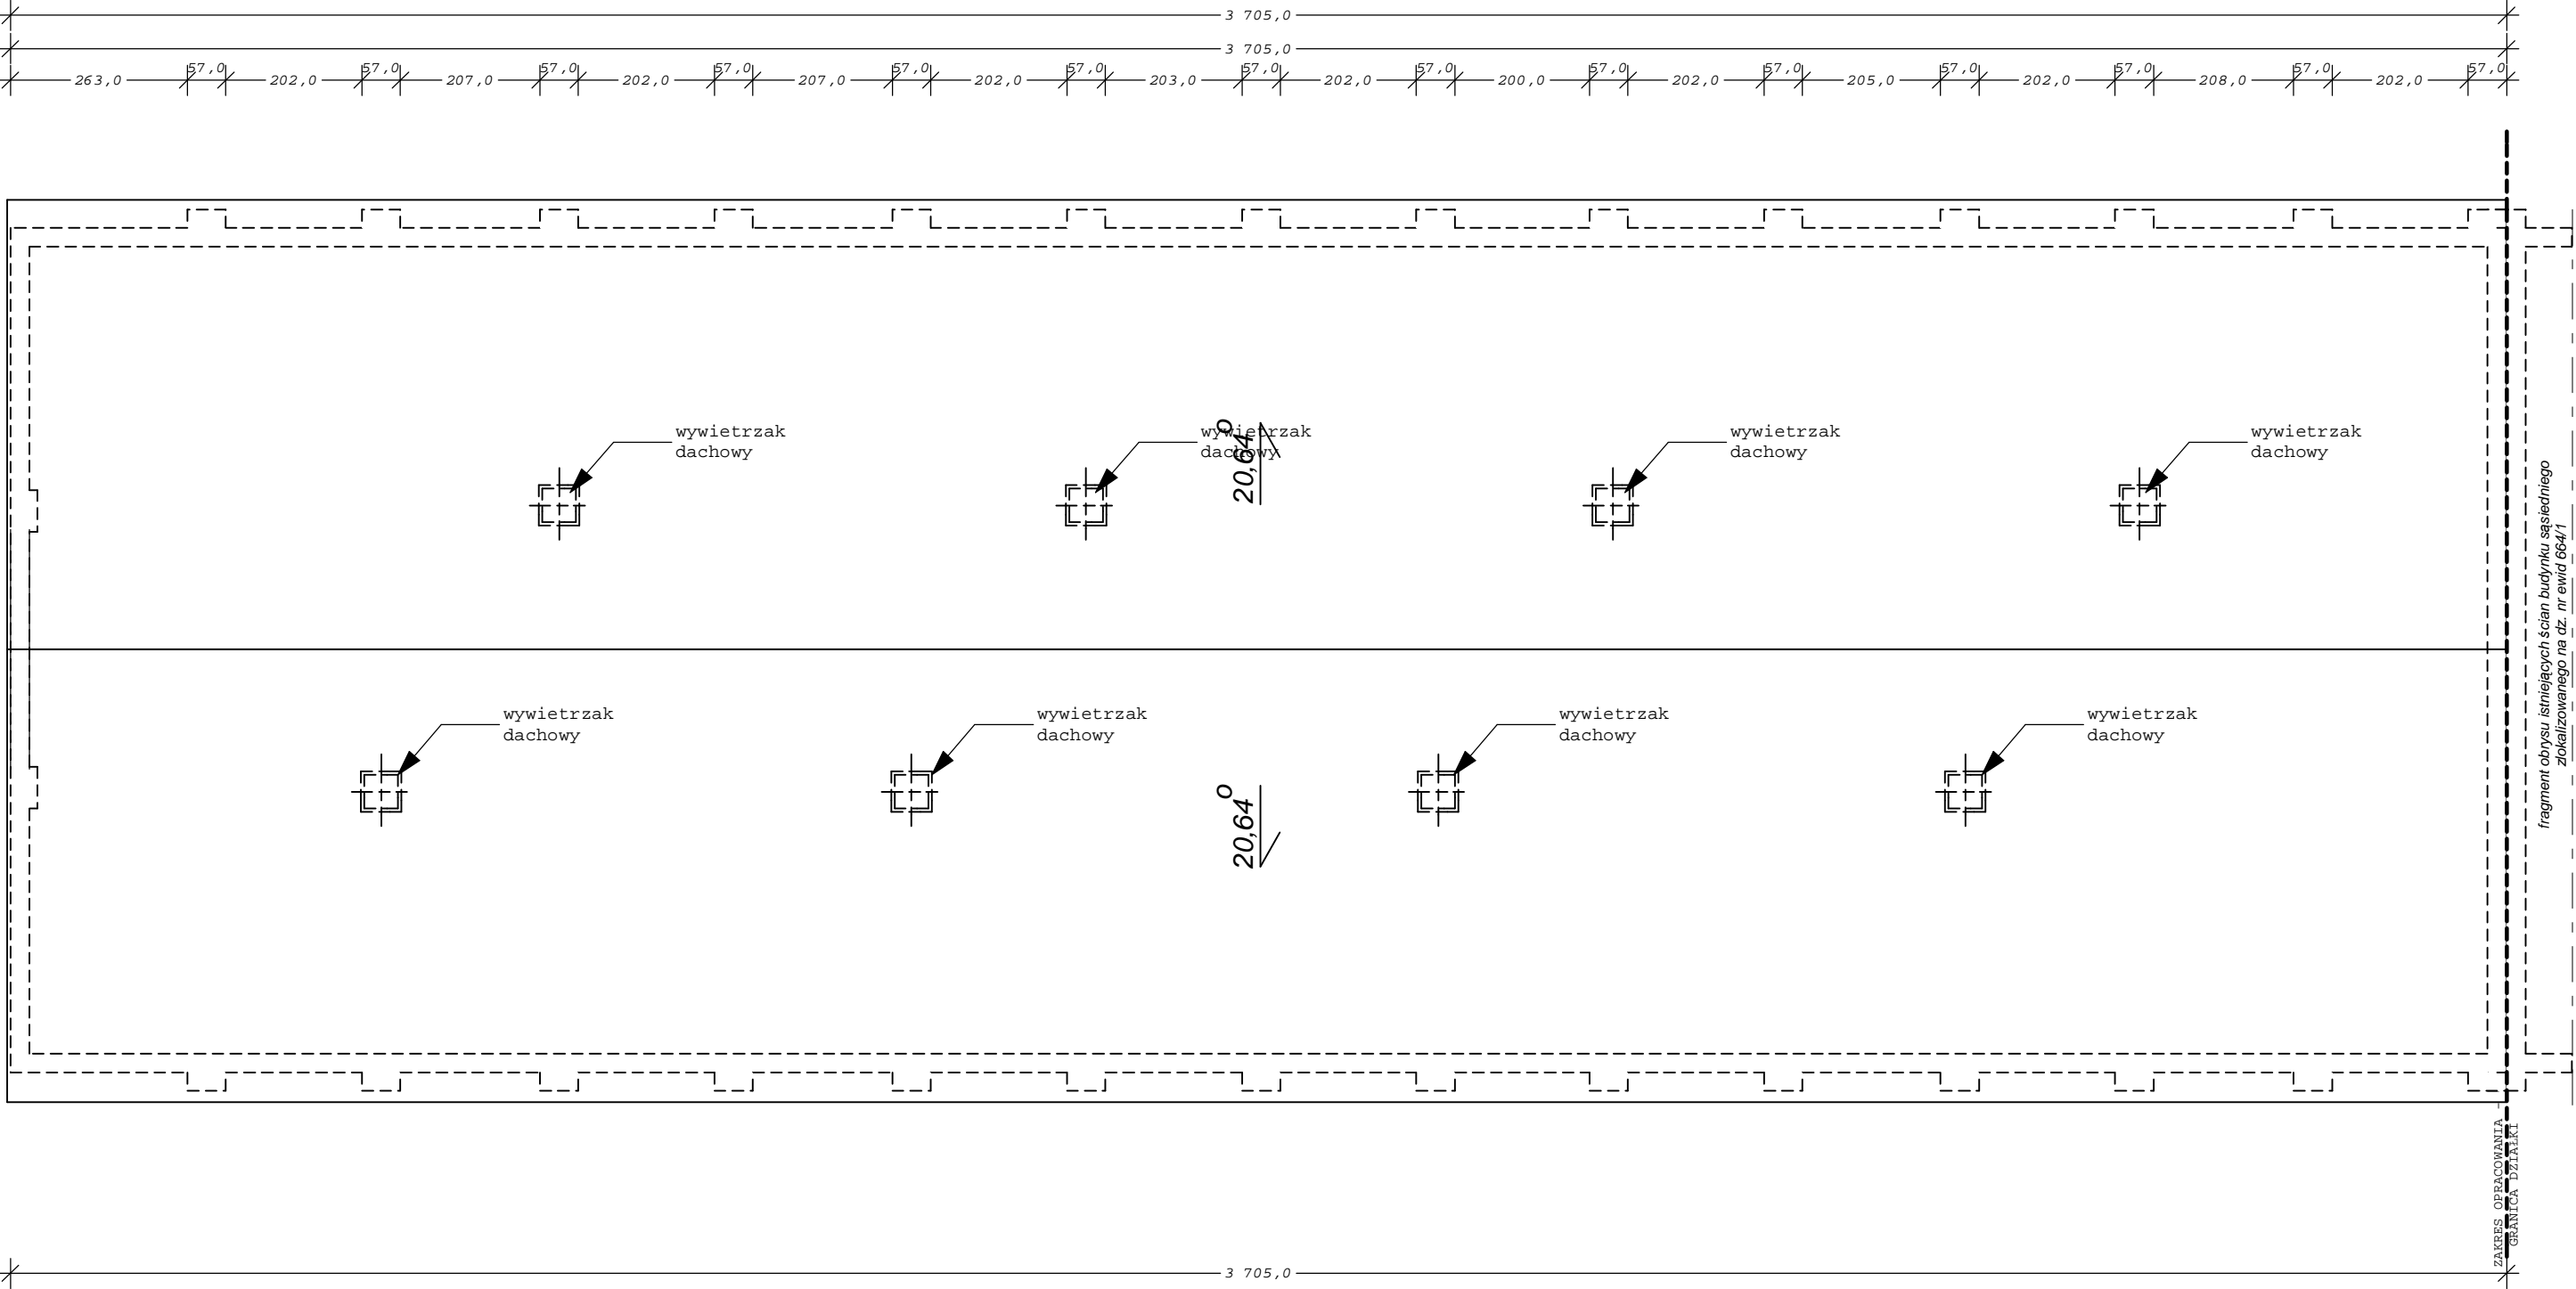 3 705,0
3 705,0
263,0 57,0 202,0 57,0 207,0 57,0 202,0 57,0 207,0 57,0 202,0 57,0 203,0 57,0 202,0 57,0 200,0 57,0 202,0 57,0 205,0 57,0 202,0 57,0 208,0 57,0 202,0 57,0
wywietrzak
dachowy
wywietrzak
dachowy
20,64°
wywietrzak
dachowy
wywietrzak
dachowy
fragment obrysu istniejących ścian budynku sąsiedniego
zlokalizowanego na dz. nr ewid 664/1
wywietrzak
dachowy
wywietrzak
dachowy
20,64°
wywietrzak
dachowy
wywietrzak
dachowy
ZAKRES OPRACOWANIA
GRANICA DZIAŁKI
3 705,0